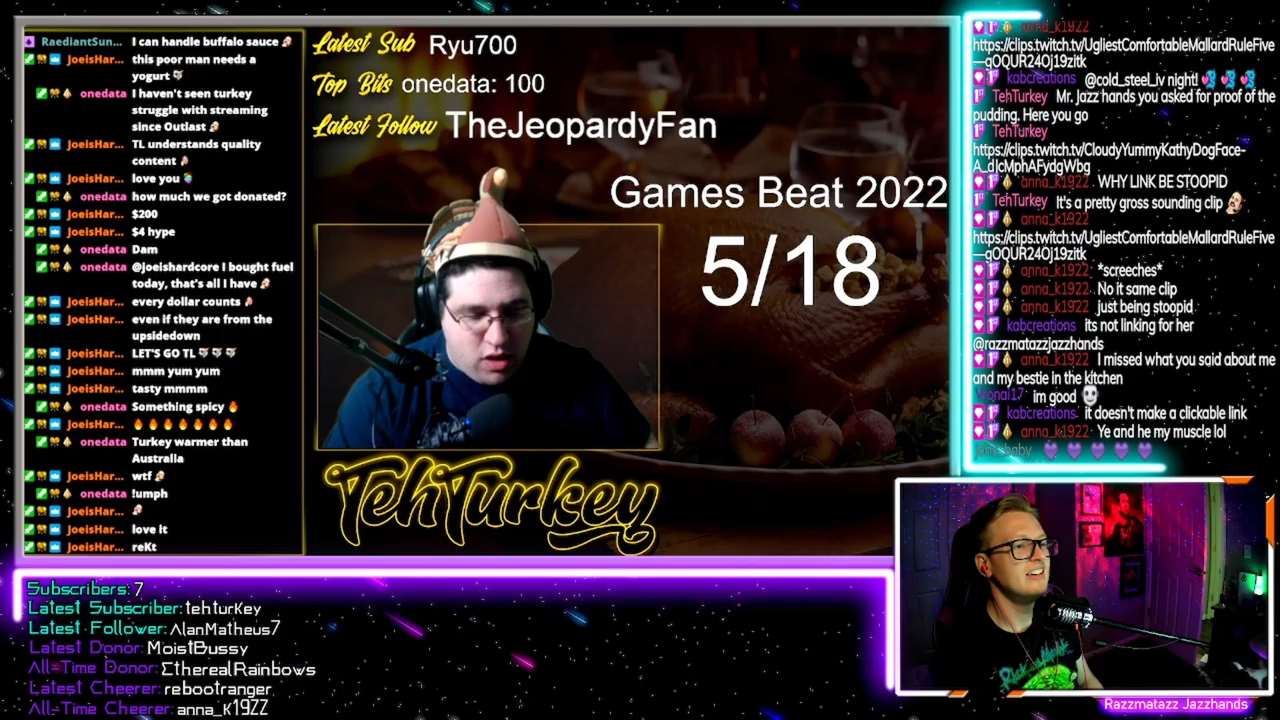 RaediantSun... I can handle buffalo sauce
JoeisHar... this poor man needs a
yogurt
onedata I haven't seen turkey
struggle with streaming
since Outlast
JoeisHar... TL understands quality
content
JoeisHar... love you
onedata how much we got donated?
JoeisHar... $200
JoeisHar... $4 hype
onedata Dam
onedata @joeishardcore I bought fuel
today, that's all I have
JoeisHar... every dollar counts
JoeisHar... even if they are from the
upsidedown
JoeisHar... LET'S GO TL
JoeisHar... mmm yum yum
JoeisHar... tasty mmmm
onedata Something spicy
JoeisHar...
onedata Turkey warmer than
Australia
JoeisHar... wtf
onedata !umph
JoeisHar...
JoeisHar... love it
JoeisHar... reKt
Latest Sub Ryu700
Top Bits onedata: 100
Latest Follow TheJeopardyFan
Games Beat 2022
5/18
TehTurkey
anna_k1922
https://clips.twitch.tv/UgliestComfortableMallardRuleFive
-gOQUR24Oj19zitk
kabcreations @cold_steel_iv night!
TehTurkey Mr. Jazz hands you asked for proof of the
pudding. Here you go
TehTurkey
https://clips.twitch.tv/CloudyYummyKathyDogFace-
A_dJcMphAFydgWbg
anna_k1922 WHY LINK BE STOOPID
TehTurkey It's a pretty gross sounding clip
anna_k1922
https://clips.twitch.tv/UgliestComfortableMallardRuleFive
-gOQUR24Oj19zitk
anna_k1922 *screeches*
anna_k1922 No it same clip
anna_k1922 just being stoopid
kabcreations its not linking for her
@razzmatazzjazzhands
anna_k1922 I missed what you said about me
and my bestie in the kitchen
im good
kabcreations it doesn't make a clickable link
anna_k1922 Ye and he my muscle lol
Subscribers: 7
Latest Subscriber: tehturkey
Latest Follower: AlanMatheus7
Latest Donor: MoistBussy
All-Time Donor: EtherealRainbows
Latest Cheerer: rebootranger
All-Time Cheerer: anna_k1922
Razzmatazz Jazzhands